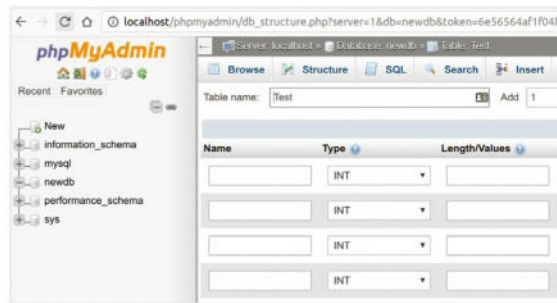 localhost/phpmyadmin/db_structure.php?server=1&db=newdb&token=6e56564af1f04f
phpMyAdmin
Recent Favorites
New
information_schema
mysql
newdb
performance_schema
sys
Server: localhost » Database: newdb » Table: Test
Browse Structure SQL Search Insert
Table name: Test Add 1
Name Type Length/Values
INT
INT
INT
INT